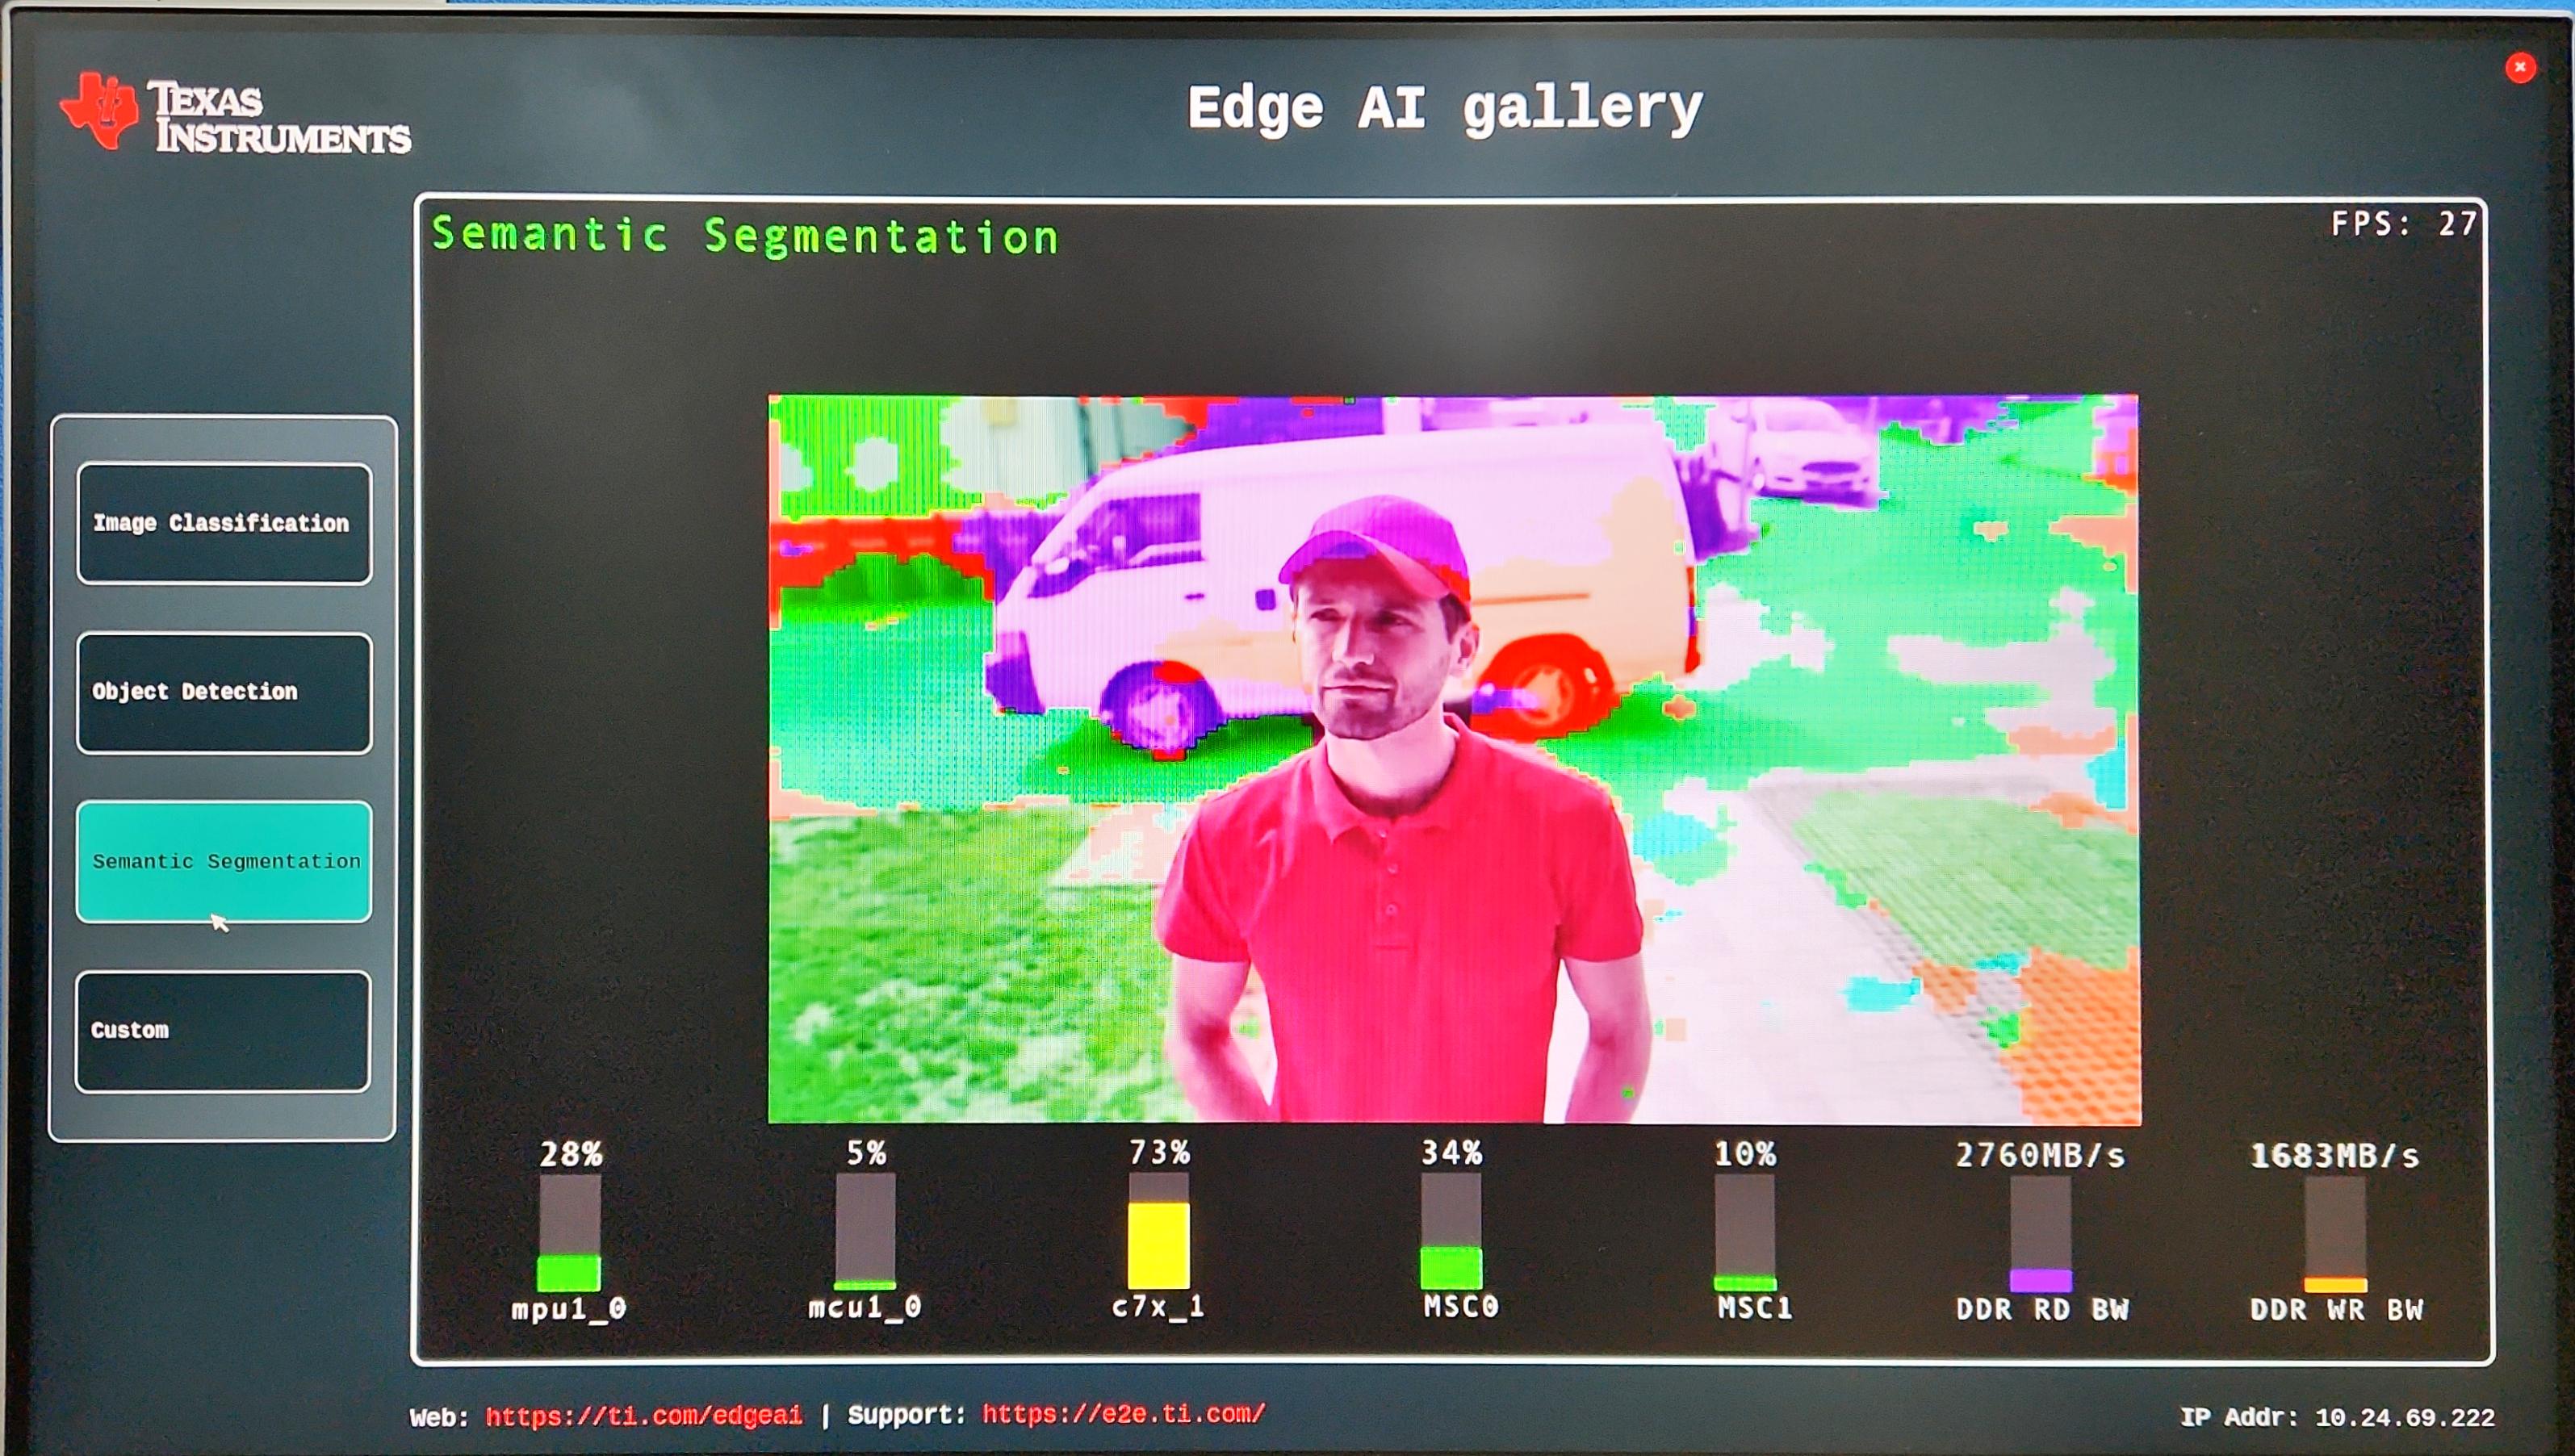 TEXAS
INSTRUMENTS
Edge AI gallery
Semantic Segmentation
FPS: 27
Image Classification
Object Detection
Semantic Segmentation
Custom
28%
5%
73%
34%
10%
2760MB/s
1683MB/s
mpu1_0
mcu1_0
c7x_1
MSC0
MSC1
DDR RD BW
DDR WR BW
Web: https://ti.com/edgeai | Support: https://e2e.ti.com/
IP Addr: 10.24.69.222